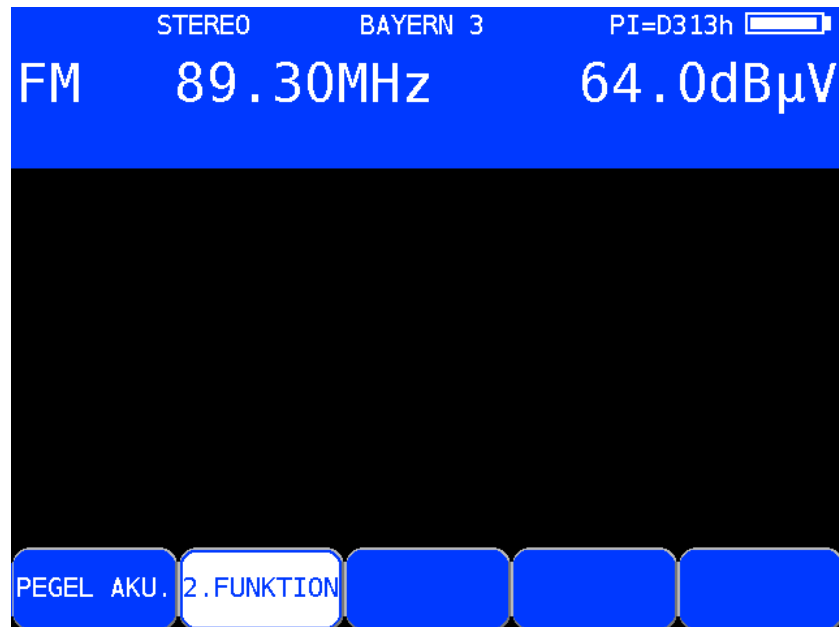 STEREO BAYERN 3 PI=D313h
FM 89.30MHz 64.0dBµV
PEGEL AKU. 2.FUNKTION